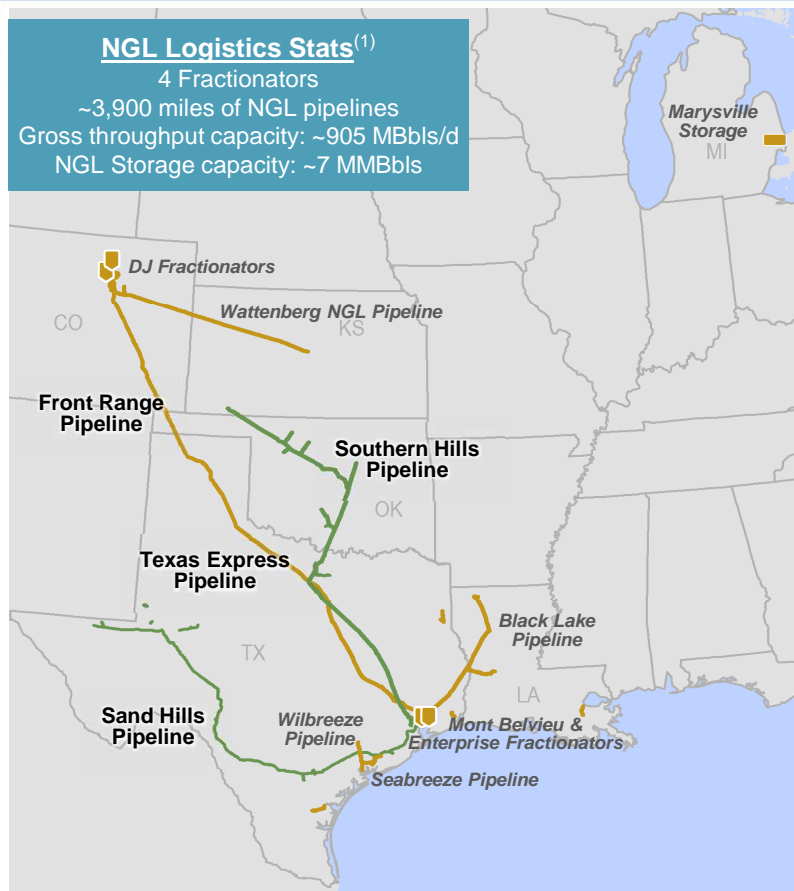 NGL Logistics Stats(1)
4 Fractionators
~3,900 miles of NGL pipelines
Gross throughput capacity: ~905 MBbls/d
NGL Storage capacity: ~7 MMBbls
Marysville
Storage
MI
DJ Fractionators
Wattenberg NGL Pipeline
CO
KS
Front Range
Pipeline
Southern Hills
Pipeline
OK
Texas Express
Pipeline
Black Lake
Pipeline
TX
LA
Sand Hills
Pipeline
Wilbreeze
Pipeline
Mont Belvieu &
Enterprise Fractionators
Seabreeze Pipeline